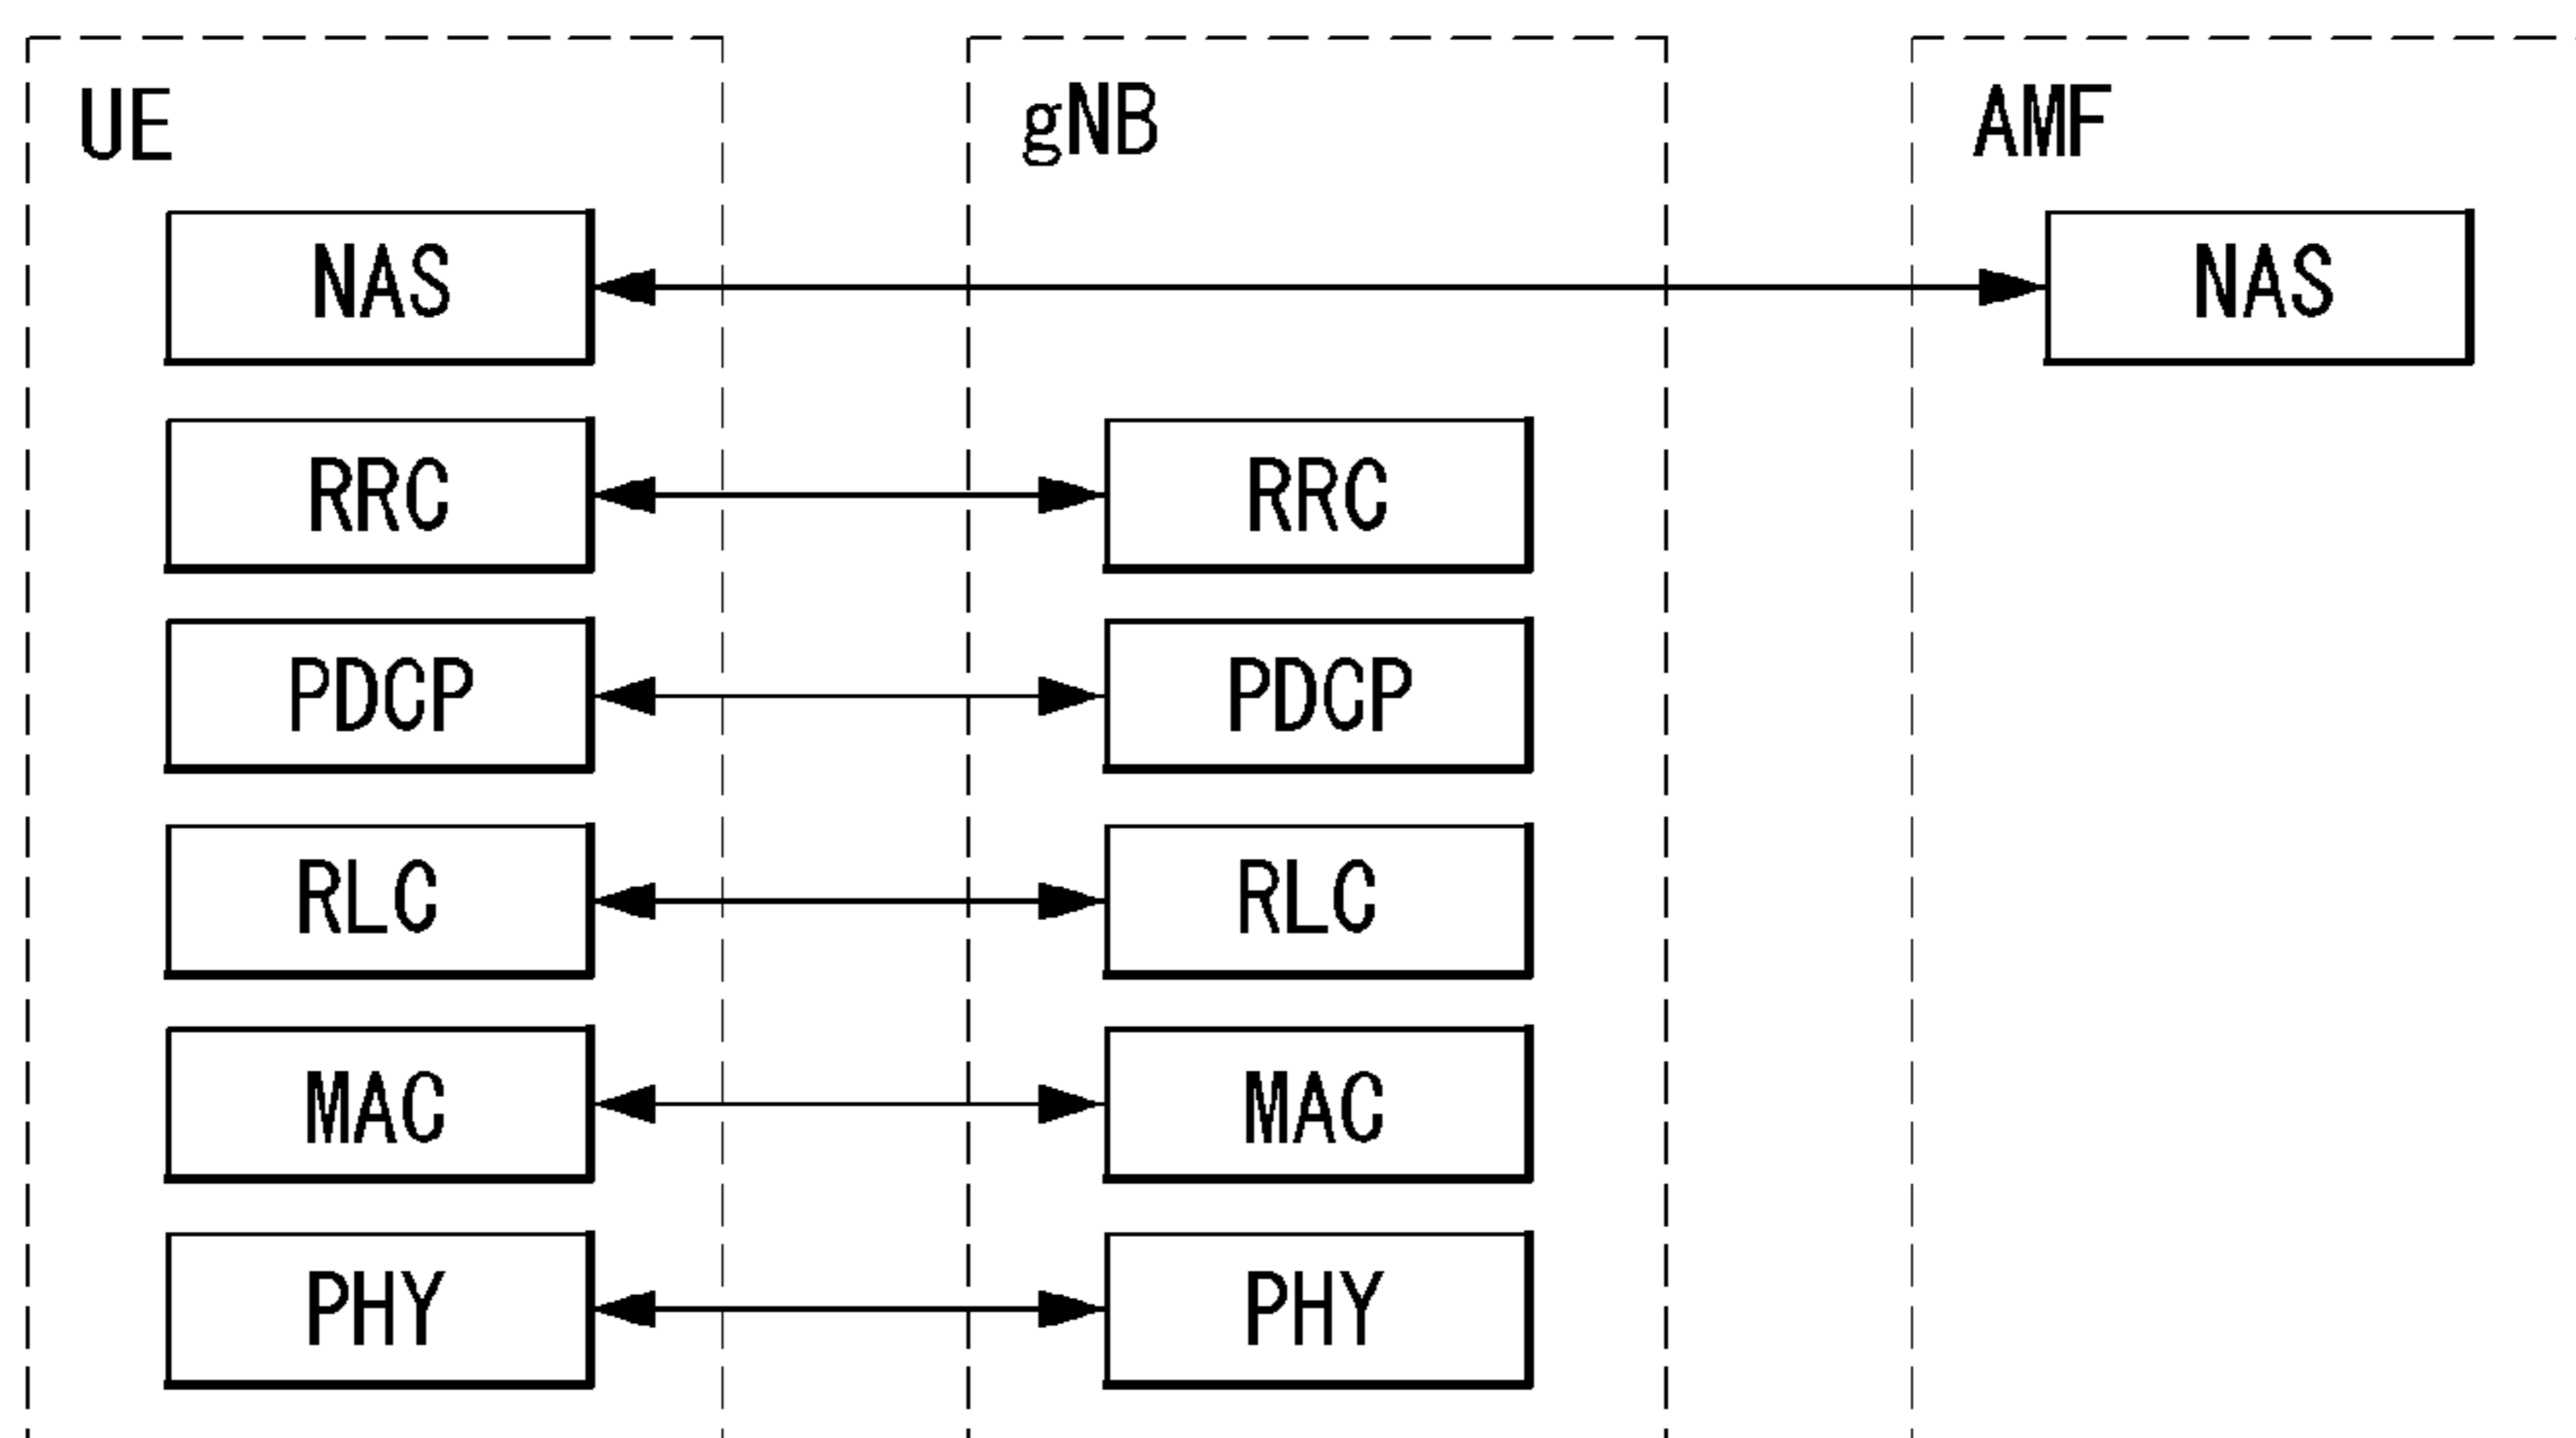 UE gNB AMF
NAS NAS
RRC RRC
PDCP PDCP
RLC RLC
MAC MAC
PHY PHY